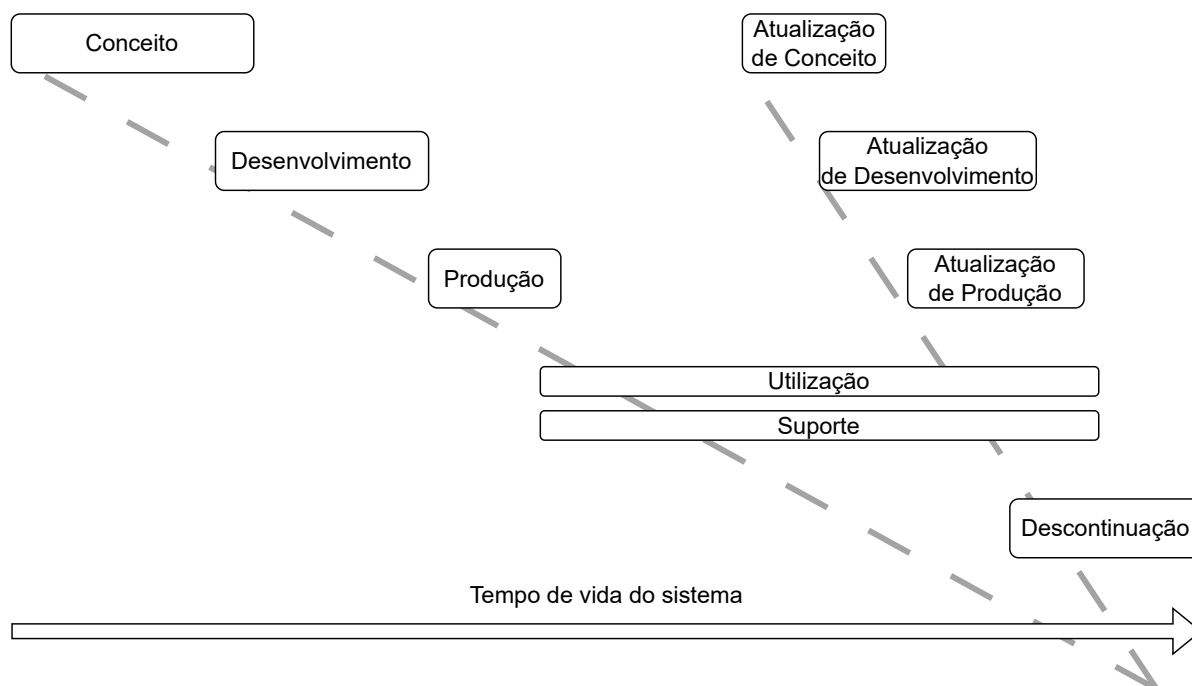 Conceito
Atualização
de Conceito
Desenvolvimento
Atualização
de Desenvolvimento
Produção
Atualização
de Produção
Utilização
Suporte
Descontinuação
Tempo de vida do sistema